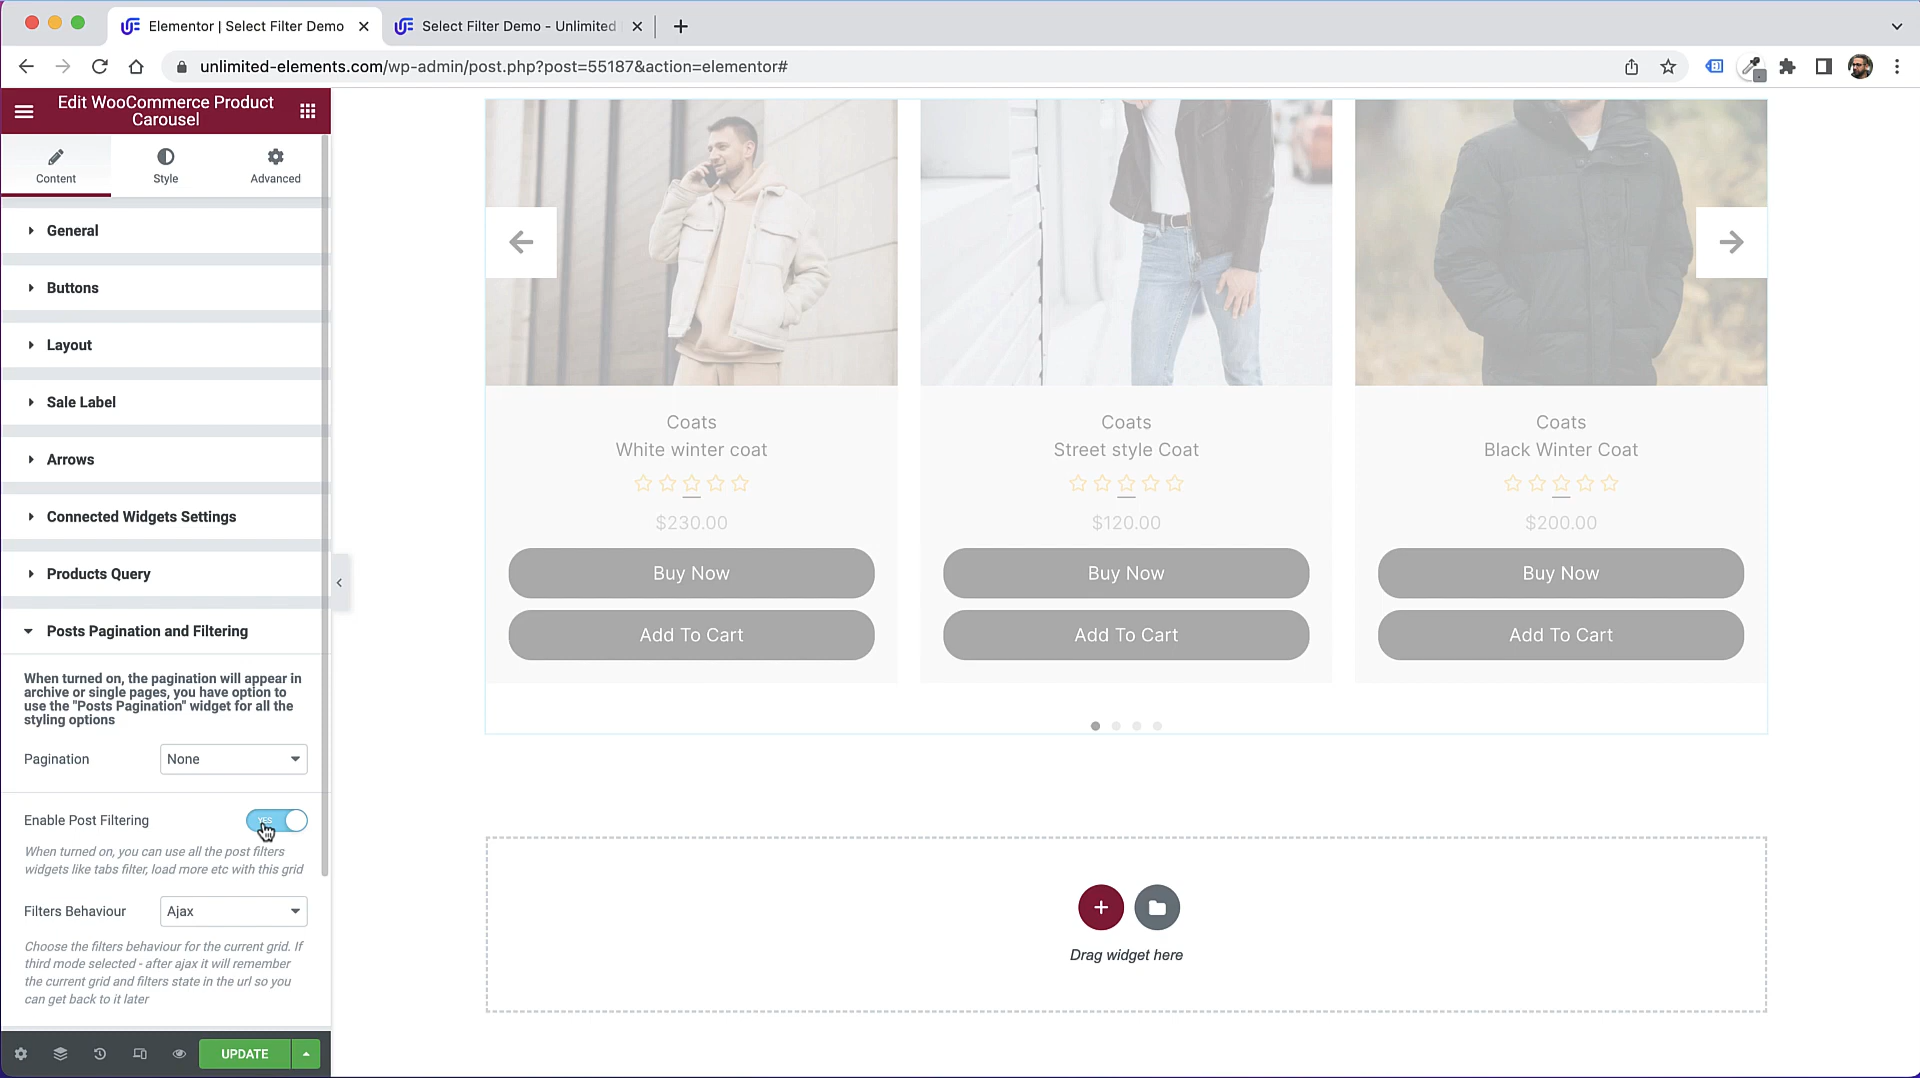 Elementor | Select Filter Demo
Select Filter Demo - Unlimited
unlimited-elements.com/wp-admin/post.php?post=55187&action=elementor#
Edit WooCommerce Product
Carousel
Content
Style
Advanced
General
Buttons
Layout
Sale Label
Arrows
Connected Widgets Settings
Products Query
Posts Pagination and Filtering
When turned on, the pagination will appear in
archive or single pages, you have option to
use the "Posts Pagination" widget for all the
styling options
Pagination
None
Enable Post Filtering
YES
When turned on, you can use all the post filters
widgets like tabs filter, load more etc with this grid
Filters Behaviour
Ajax
Choose the filters behaviour for the current grid. If
third mode selected - after ajax it will remember
the current grid and filters state in the url so you
can get back to it later
UPDATE
Coats
White winter coat
$230.00
Buy Now
Add To Cart
Coats
Street style Coat
$120.00
Buy Now
Add To Cart
Coats
Black Winter Coat
$200.00
Buy Now
Add To Cart
Drag widget here